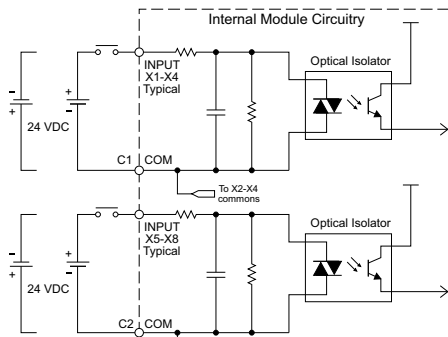 Internal Module Circuitry
INPUT
X1-X4
Typical
Optical Isolator
-
+
+
-
24 VDC
C1
COM
To X2-X4
commons
INPUT
X5-X8
Typical
Optical Isolator
-
+
+
-
24 VDC
C2
COM